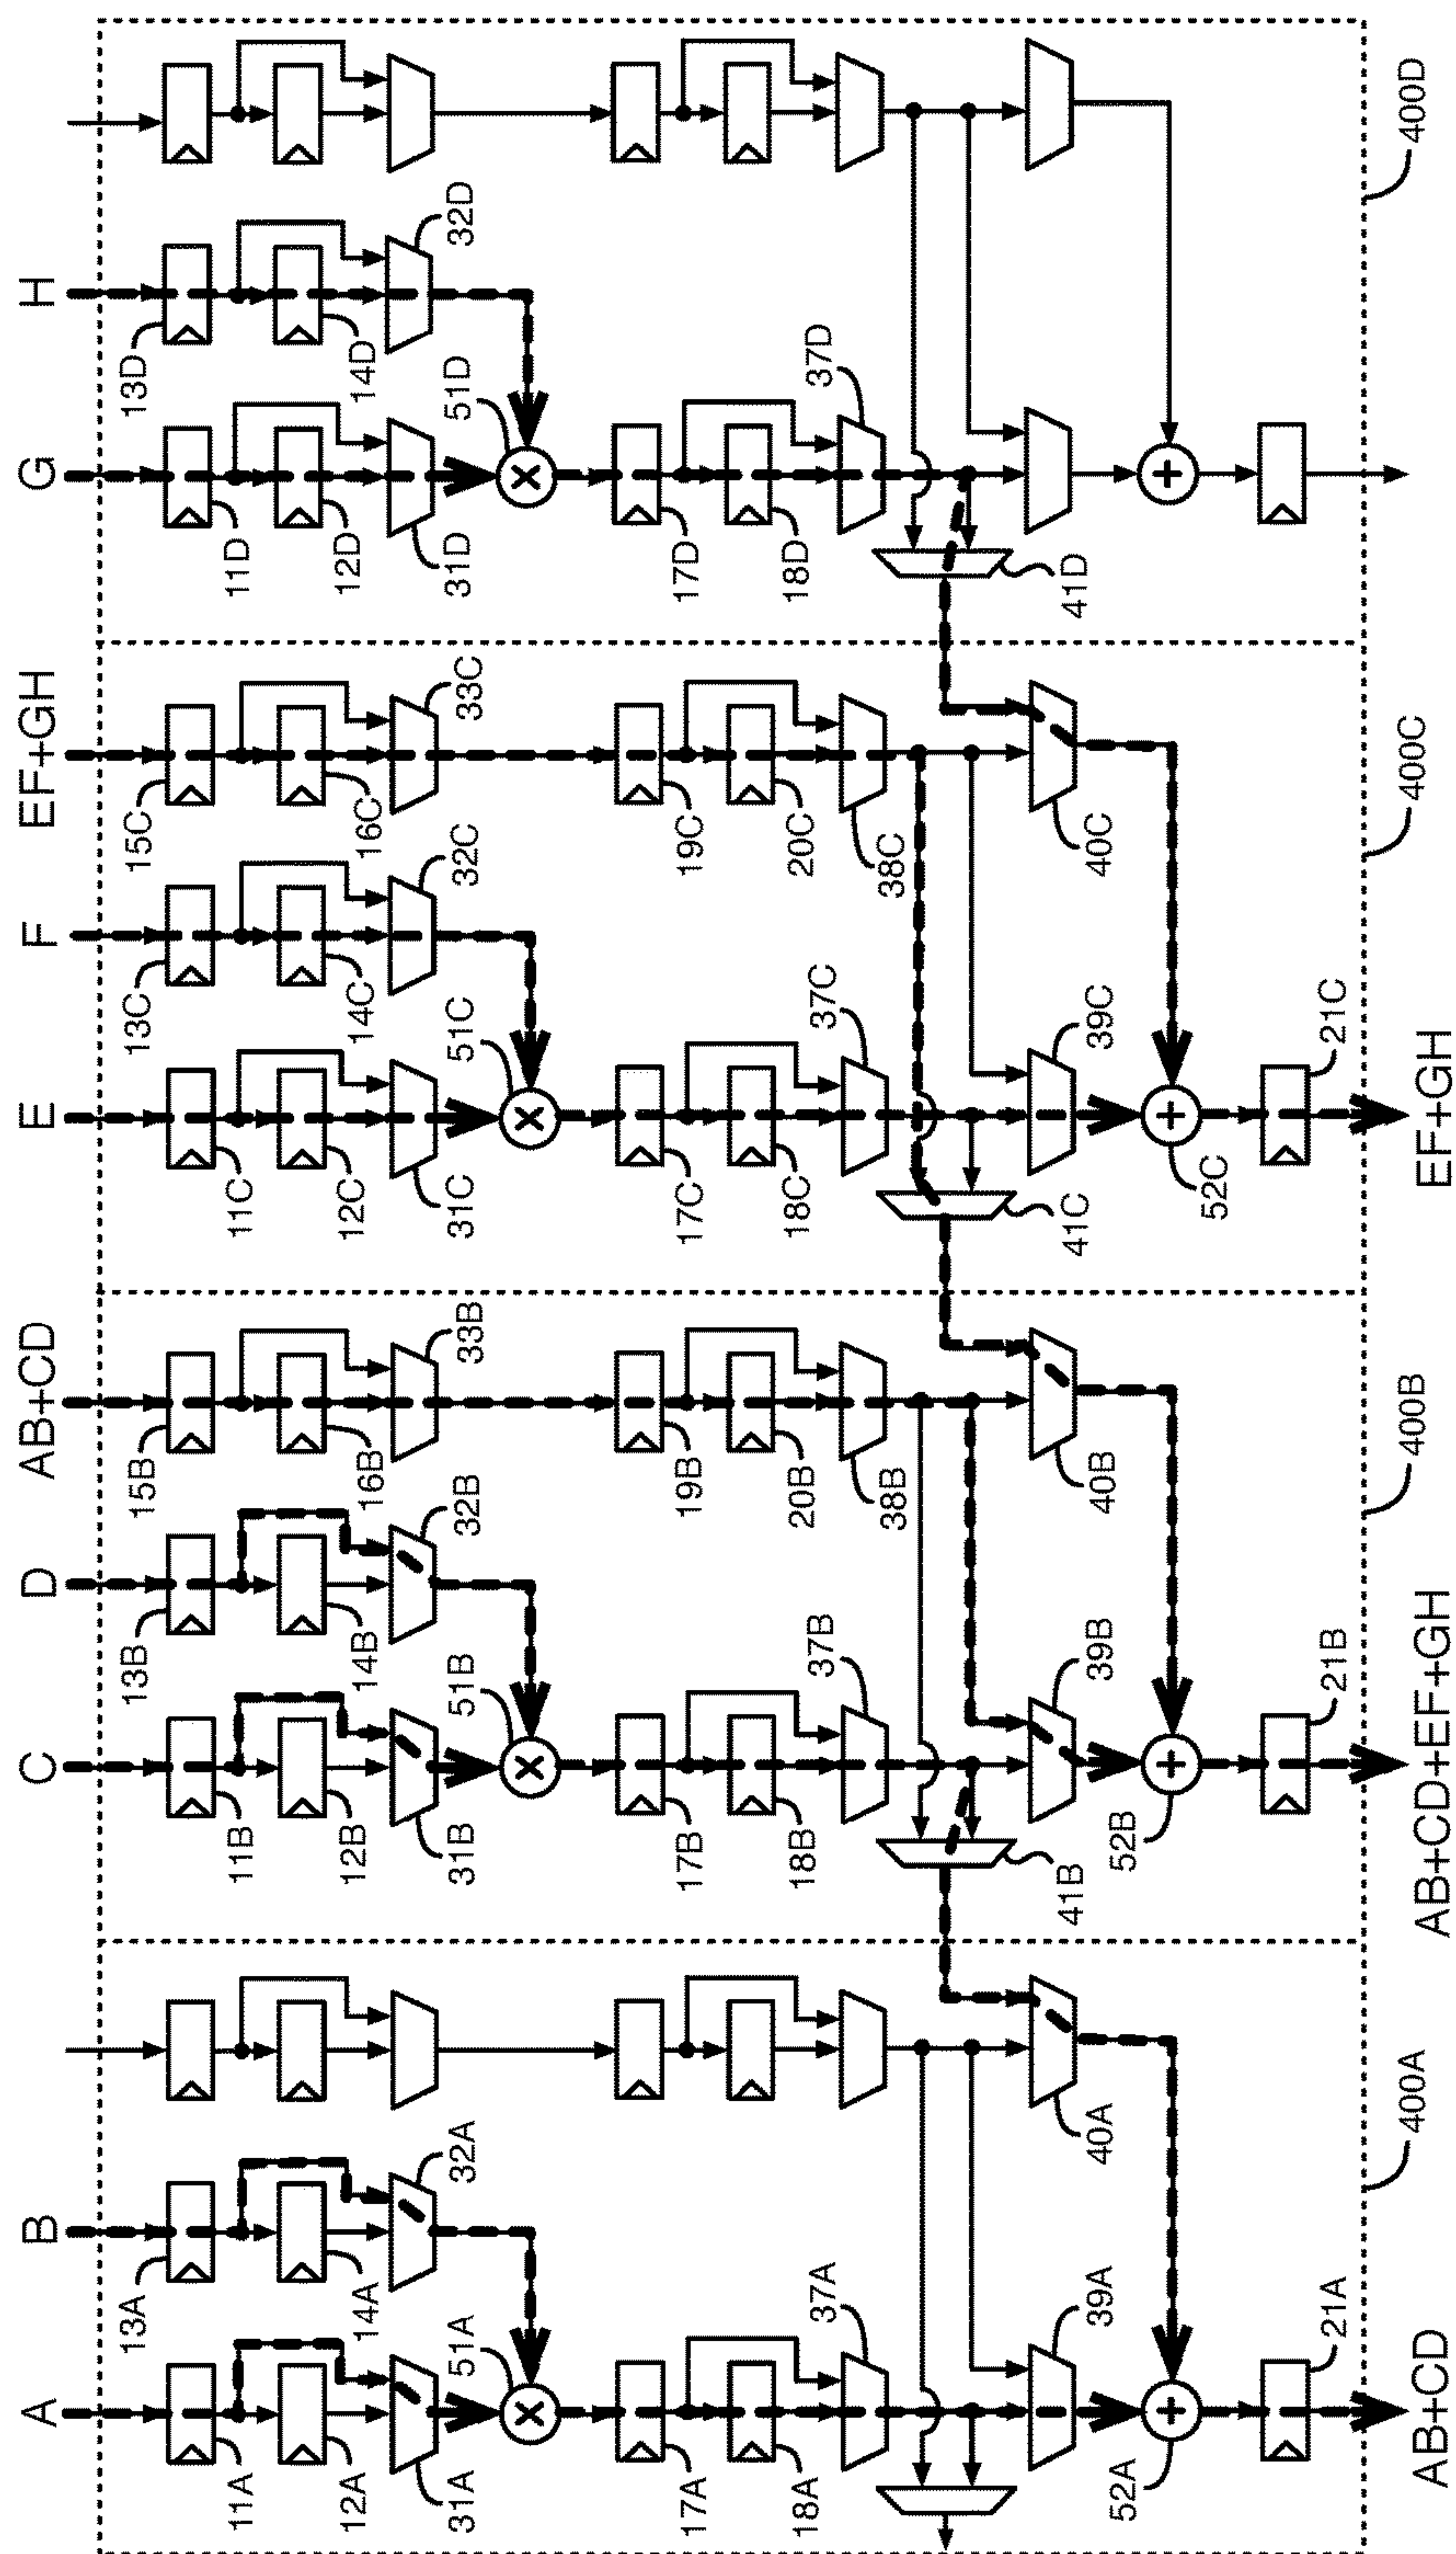 A
B
C
D
AB+CD
E
F
EF+GH
G
H
13A
13B
15B
13C
15C
13D
11A
11B
11C
11D
12A
14A
12B
14B
16B
12C
14C
16C
12D
14D
31A
51A
32A
31B
51B
32B
33B
31C
51C
32C
33C
31D
51D
32D
17A
17B
19B
17C
19C
17D
18A
37A
18B
37B
20B
18C
37C
20C
18D
37D
38B
38C
39A
40A
41B
39B
40B
41C
39C
40C
41D
52A
52B
52C
21A
21B
21C
400A
400B
400C
400D
AB+CD
AB+CD+EF+GH
EF+GH